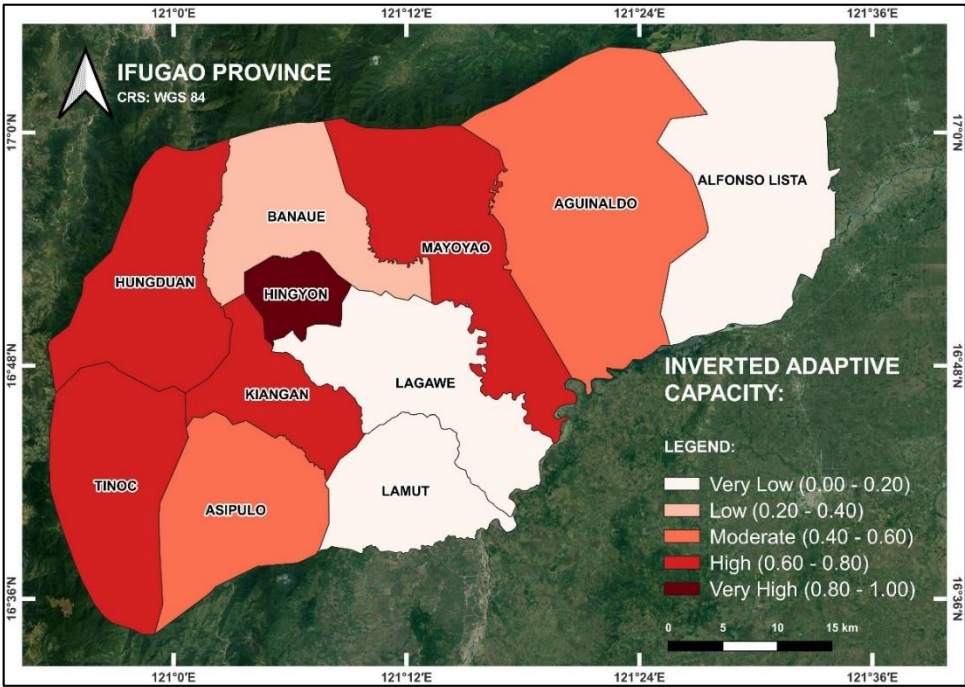 121°0'E
121°12'E
121°24'E
121°36'E
IFUGAO PROVINCE
CRS: WGS 84
17°0'N
17°0'N
ALFONSO LISTA
AGUINALDO
BANAUE
MAYOYAO
HUNGDUAN
HINGYON
16°48'N
16°48'N
INVERTED ADAPTIVE
CAPACITY:
LAGAWE
KIANGAN
LEGEND:
TINOC
LAMUT
ASIPULO
Very Low (0.00 - 0.20)
Low (0.20 - 0.40)
Moderate (0.40 - 0.60)
High (0.60 - 0.80)
Very High (0.80 - 1.00)
16°36'N
16°36'N
0 5 10 15 km
121°0'E
121°12'E
121°24'E
121°36'E